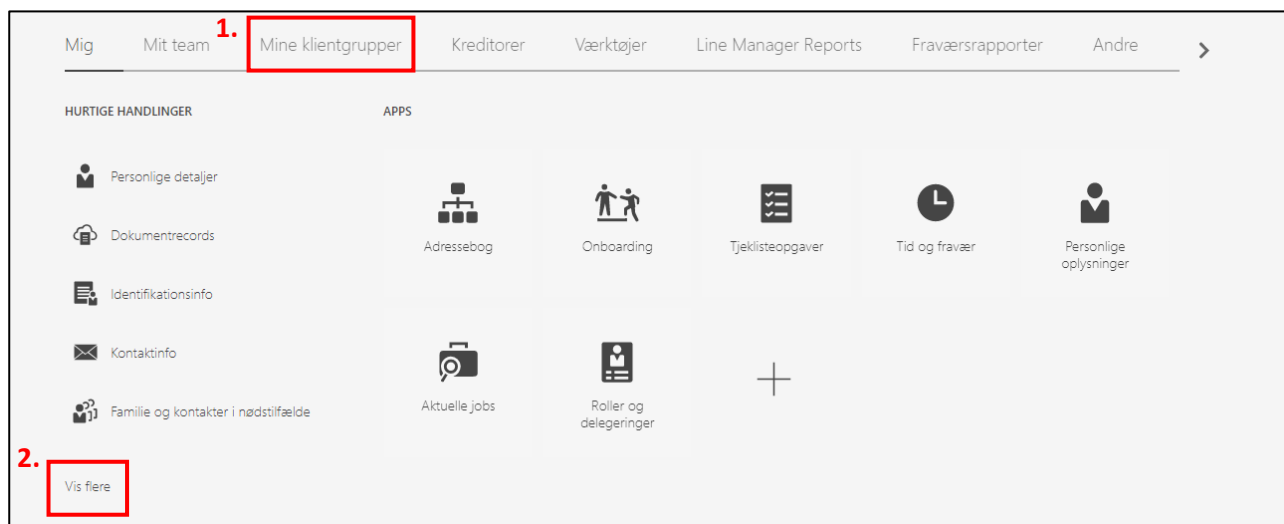 1.
Mig Mit team Mine klientgrupper Kreditorer Værktøjer Line Manager Reports Fraværsrapporter Andre
HURTIGE HANDLINGER
Personlige detaljer
Dokumentrecords
Identifikationsinfo
Kontaktinfo
Familie og kontakter i nødstilfælde
2.
Vis flere
APPS
Adressebog
Onboarding
Tjeklisteopgaver
Tid og fravær
Personlige
oplysninger
Aktuelle jobs
Roller og
delegeringer